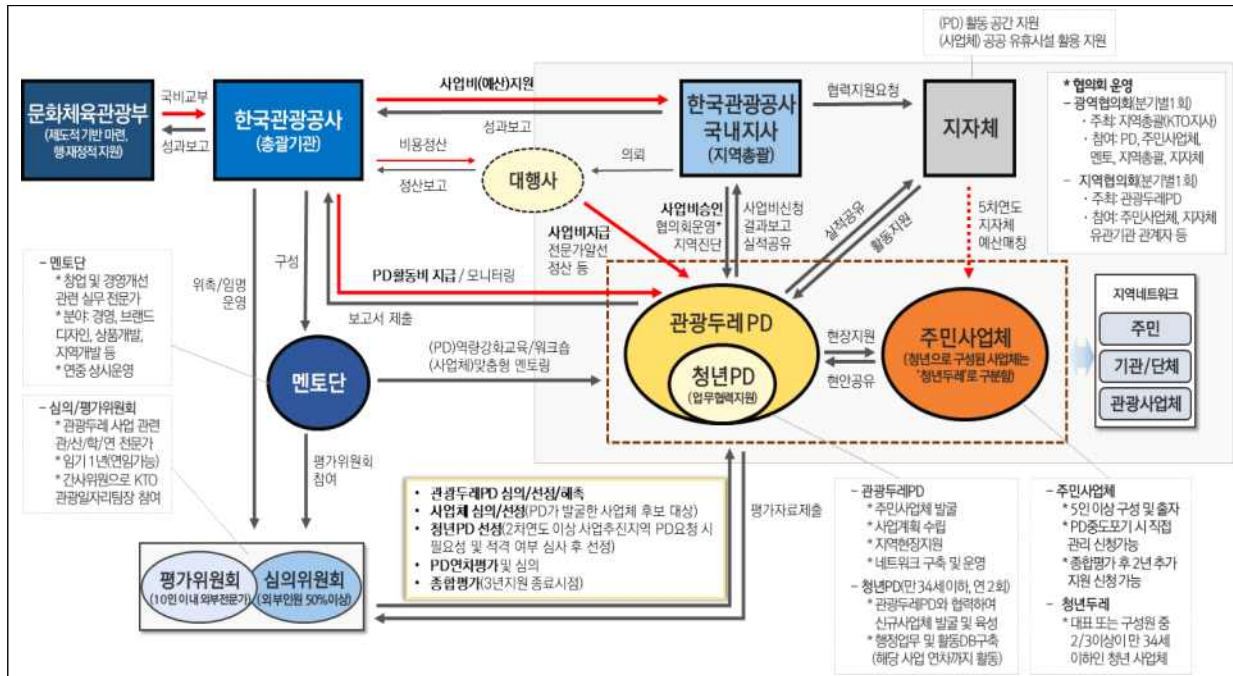 (PD) 활동 공간 지원
(사업체) 공공 유휴시설 활용 지원
문화체육관광부
(제도적 기반 마련,
행·재정적 지원)
국비교부
성과보고
한국관광공사
(총괄기관)
사업비(예산)지원
성과보고
비용정산
정산보고
대행사
의뢰
한국관광공사
국내지사
(지역총괄)
협력지원요청
지자체
* 협의회 운영
– 광역협의회(분기별1회)
· 주최: 지역총괄(KTO지사)
· 참여: PD, 주민사업체,
멘토, 지역총괄, 지자체
– 지역협의회(분기별1회)
· 주최: 관광두레PD
· 참여: 주민사업체, 지자체
유관기관 관계자 등
사업비지급
전문가알선
정산 등
사업비승인
협의회운영*
지역진단
사업비신청
결과보고
실적공유
실적공유
활동지원
5차연도
지자체
예산매칭
– 멘토단
* 창업 및 경영개선
관련 실무 전문가
* 분야: 경영, 브랜드
디자인, 상품개발,
지역개발 등
* 연중 상시운영
위촉/임명
운영
구성
PD활동비 지급 / 모니터링
보고서 제출
멘토단
(PD)역량강화교육/워크숍
(사업체)맞춤형 멘토링
관광두레PD
청년PD
(업무협력지원)
현장지원
현안공유
주민사업체
(청년으로 구성된 사업체는
'청년두레'로 구분함)
지역네트워크
주민
기관/단체
관광사업체
– 심의/평가위원회
* 관광두레 사업 관련
관/산/학/연 전문가
* 임기 1년(연임가능)
* 간사위원으로 KTO
관광일자리팀장 참여
평가위원회
참여
• 관광두레PD 심의/선정/해촉
• 사업체 심의/선정(PD가 발굴한 사업체 후보 대상)
• 청년PD 선정(2차연도 이상 사업추진지역 PD요청 시
필요성 및 적격 여부 심사 후 선정)
• PD연차평가 및 심의
• 종합평가(3년지원 종료시점)
평가자료제출
평가위원회
(10인 이내 외부전문가)
심의위원회
(외부인원 50%이상)
– 관광두레PD
* 주민사업체 발굴
* 사업계획 수립
* 지역현장지원
* 네트워크 구축 및 운영
– 청년PD(만 34세 이하, 연 2회)
* 관광두레PD와 협력하여
신규사업체 발굴 및 육성
* 행정업무 및 활동DB구축
(해당 사업 연차까지 활동)
– 주민사업체
* 5인 이상 구성 및 출자
* PD중도포기 시 직접
관리 신청가능
* 종합평가 후 2년 추가
지원 신청 가능
– 청년두레
* 대표 또는 구성원 중
2/3이상이 만 34세
이하인 청년 사업체